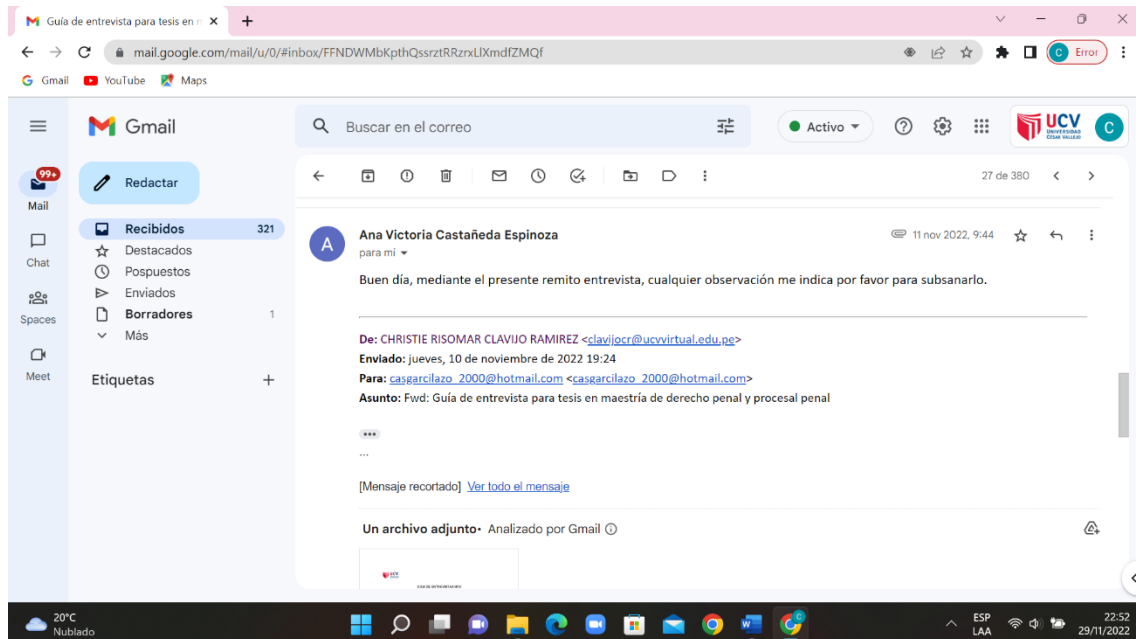 Guía de entrevista para tesis en m
mail.google.com/mail/u/0/#inbox/FFNDWMbKpthQssrztRRzrxLlXmdfZMQf
C Error
Gmail YouTube Maps
Gmail
Buscar en el correo
Activo
UCV
UNIVERSIDAD
CÉSAR VALLEJO
C
99+
Mail
Chat
Spaces
Meet
Redactar
Recibidos 321
Destacados
Pospuestos
Enviados
Borradores 1
Más
Etiquetas
27 de 380
A
Ana Victoria Castañeda Espinoza
11 nov 2022, 9:44
para mí
Buen día, mediante el presente remito entrevista, cualquier observación me indica por favor para subsanarlo.
De: CHRISTIE RISOMAR CLAVIJO RAMIREZ <clavijocr@ucvvirtual.edu.pe>
Enviado: jueves, 10 de noviembre de 2022 19:24
Para: casgarcilazo_2000@hotmail.com <casgarcilazo_2000@hotmail.com>
Asunto: Fwd: Guía de entrevista para tesis en maestría de derecho penal y procesal penal
...
[Mensaje recortado] Ver todo el mensaje
Un archivo adjunto• Analizado por Gmail
UCV
20°C
Nublado
ESP
LAA
22:52
29/11/2022